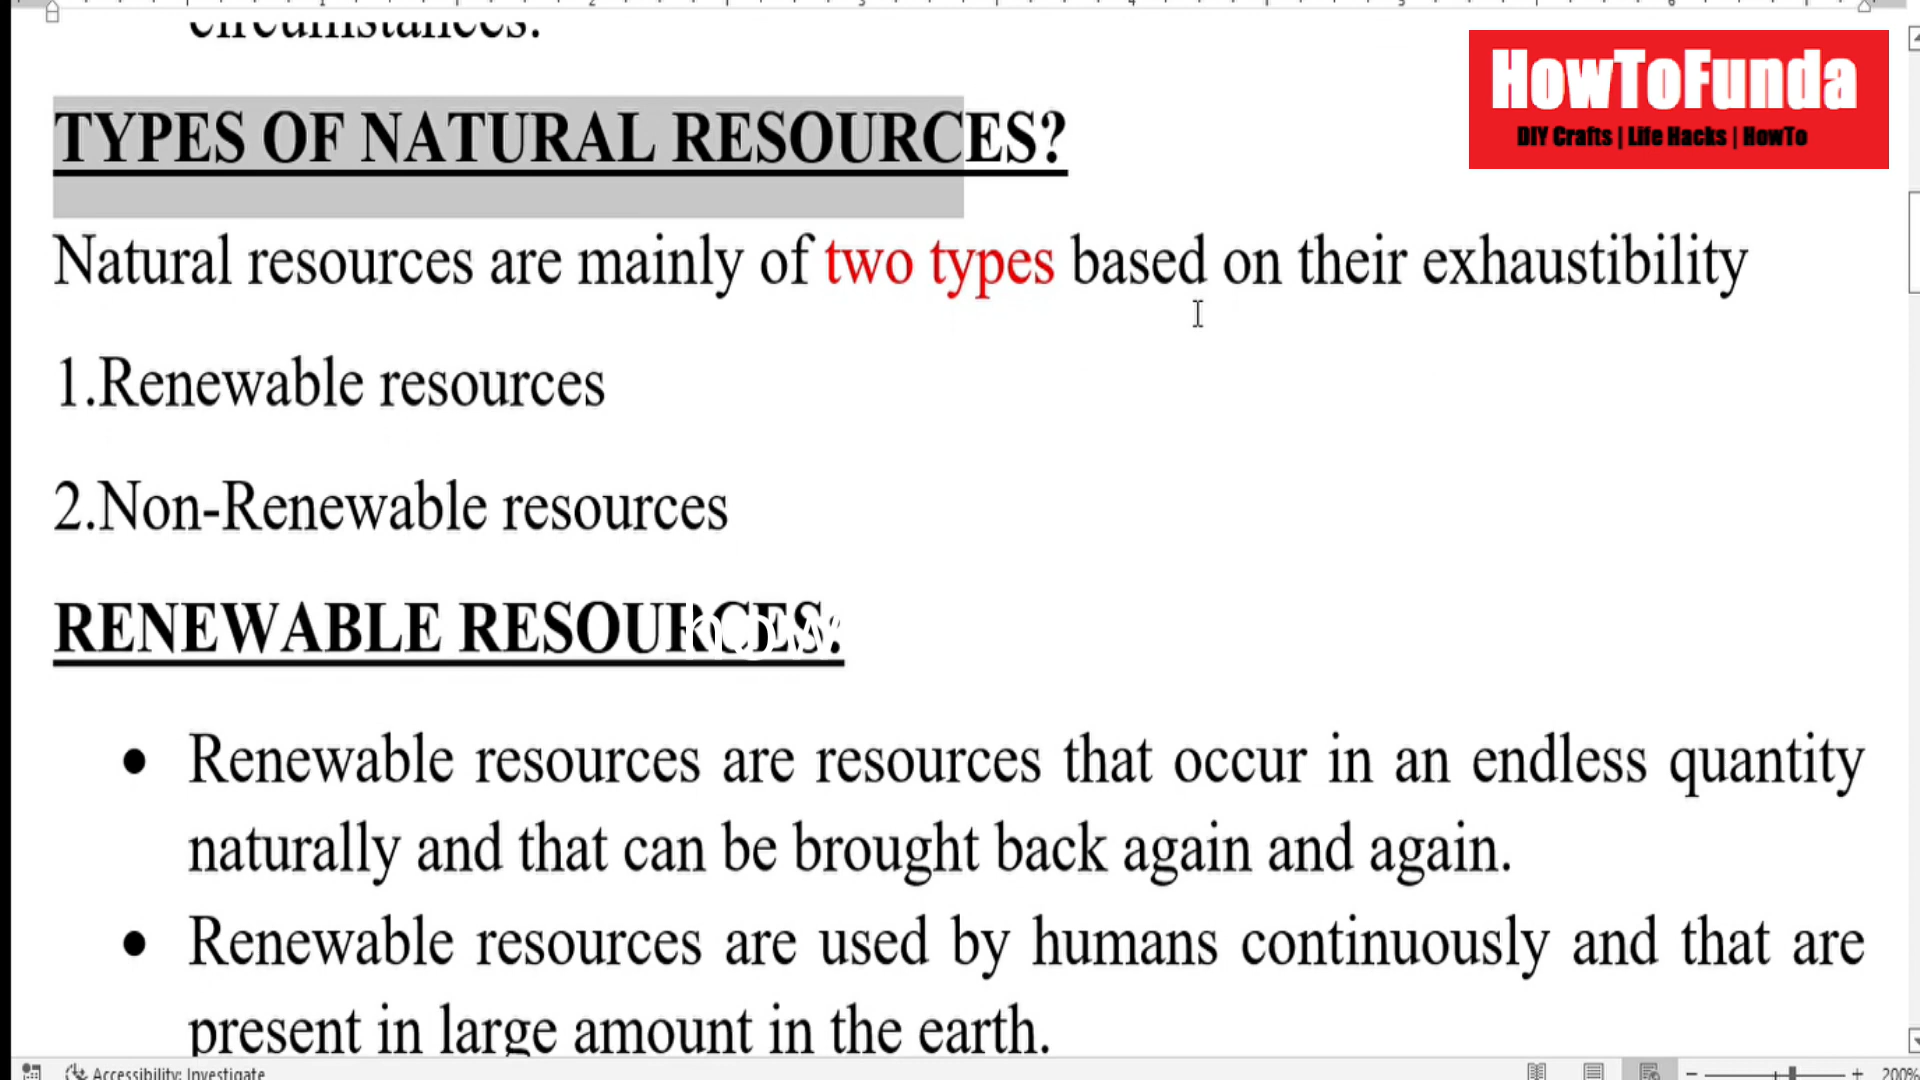 circumstances.
HowToFunda
DIY Crafts | Life Hacks | HowTo
TYPES OF NATURAL RESOURCES?
Natural resources are mainly of two types based on their exhaustibility
1.Renewable resources
2.Non-Renewable resources
RENEWABLE RESOURCES:
• Renewable resources are resources that occur in an endless quantity
naturally and that can be brought back again and again.
• Renewable resources are used by humans continuously and that are
present in large amount in the earth.
Accessibility: Investigate
200%